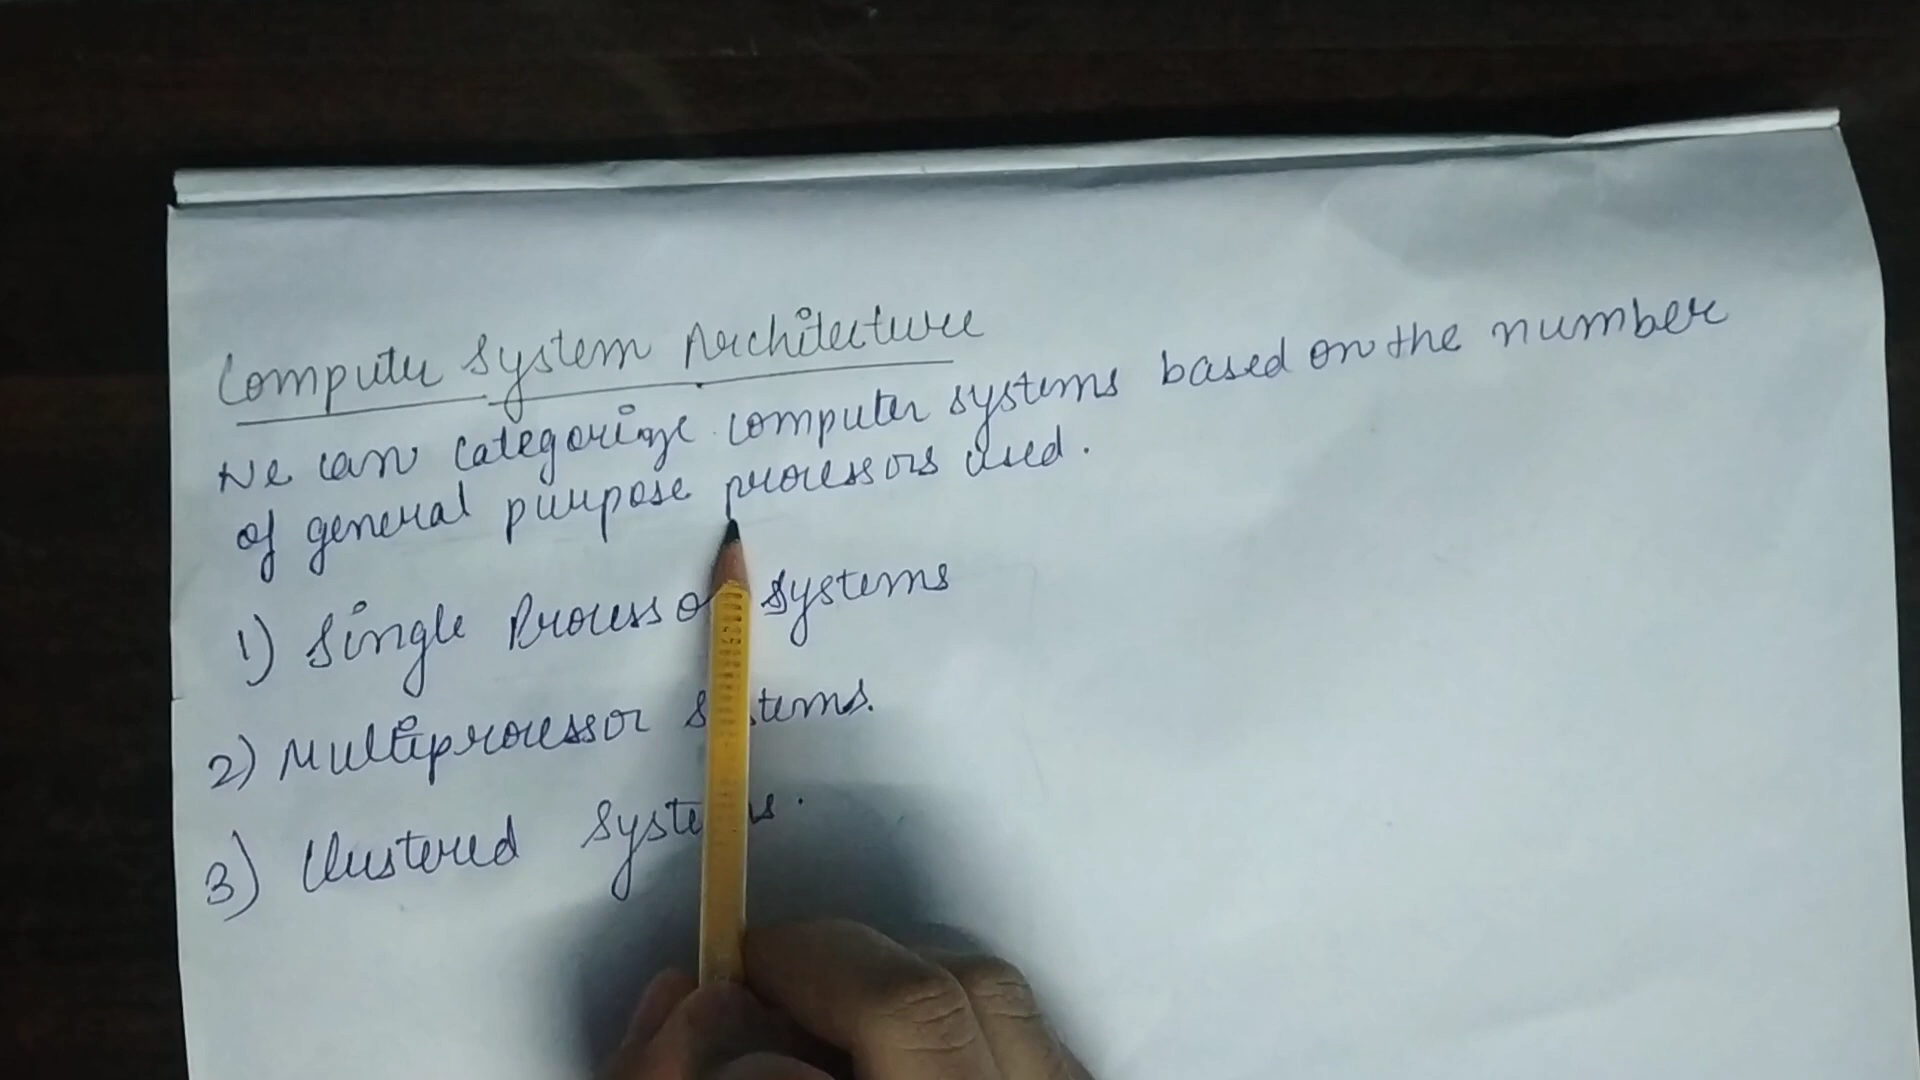 Computer System Architecture
We can categorize computer systems based on the number
of general purpose processors used.
1) Single Processor Systems
2) Multiprocessor Systems.
3) Clustered Systems.